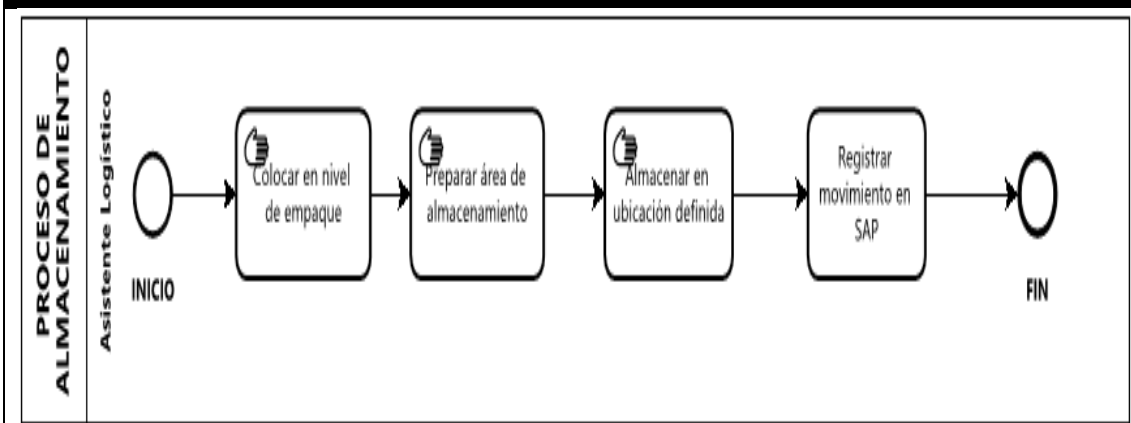 PROCESO DE
ALMACENAMIENTO
Asistente Logístico
INICIO
Colocar en nivel
de empaque
Preparar área de
almacenamiento
Almacenar en
ubicación definida
Registrar
movimiento en
SAP
FIN